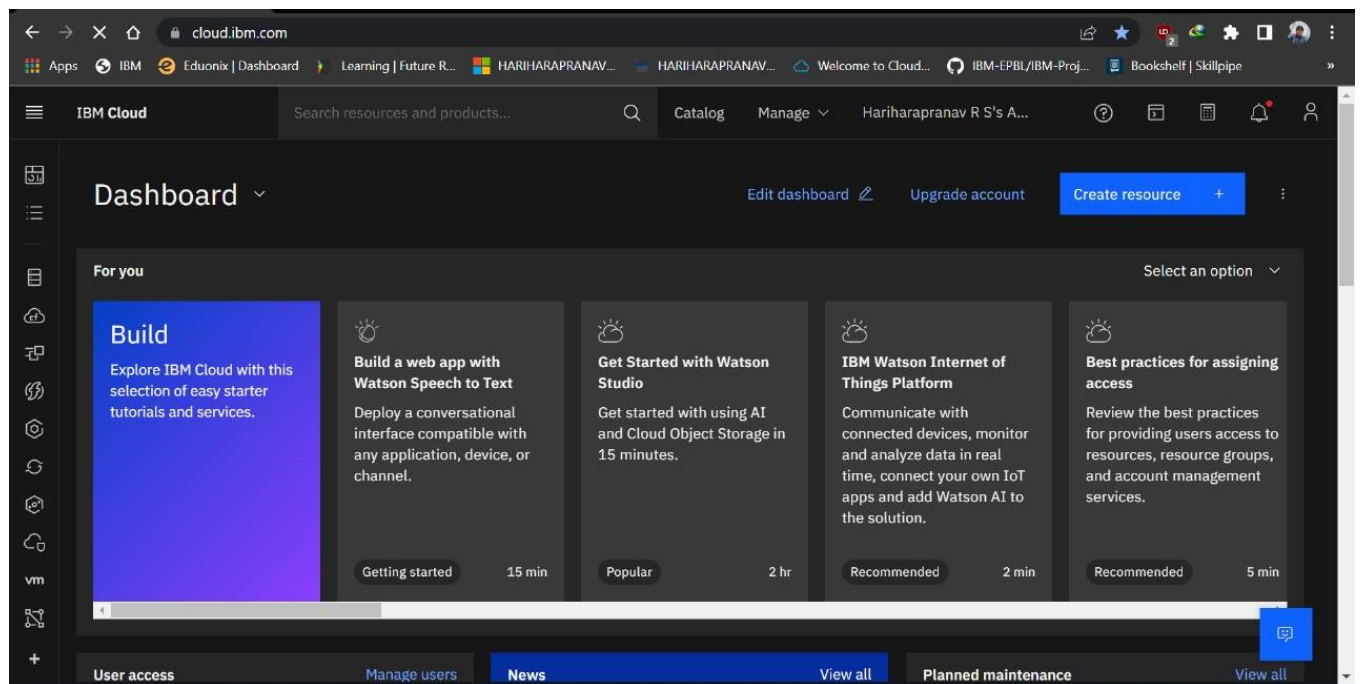 cloud.ibm.com
2
Apps IBM Eduonix | Dashboard Learning | Future R... HARIHARAPRANAV... HARIHARAPRANAV... Welcome to Cloud... IBM-EPBL/IBM-Proj... Bookshelf | Skillpipe »
IBM Cloud Search resources and products... Catalog Manage Hariharapranav R S's A...
Dashboard Edit dashboard Upgrade account Create resource +
For you Select an option
Build
Explore IBM Cloud with this
selection of easy starter
tutorials and services.
Build a web app with
Watson Speech to Text
Deploy a conversational
interface compatible with
any application, device, or
channel.
Getting started 15 min
Get Started with Watson
Studio
Get started with using AI
and Cloud Object Storage in
15 minutes.
Popular 2 hr
IBM Watson Internet of
Things Platform
Communicate with
connected devices, monitor
and analyze data in real
time, connect your own IoT
apps and add Watson AI to
the solution.
Recommended 2 min
Best practices for assigning
access
Review the best practices
for providing users access to
resources, resource groups,
and account management
services.
Recommended 5 min
vm
User access Manage users
News View all
Planned maintenance View all